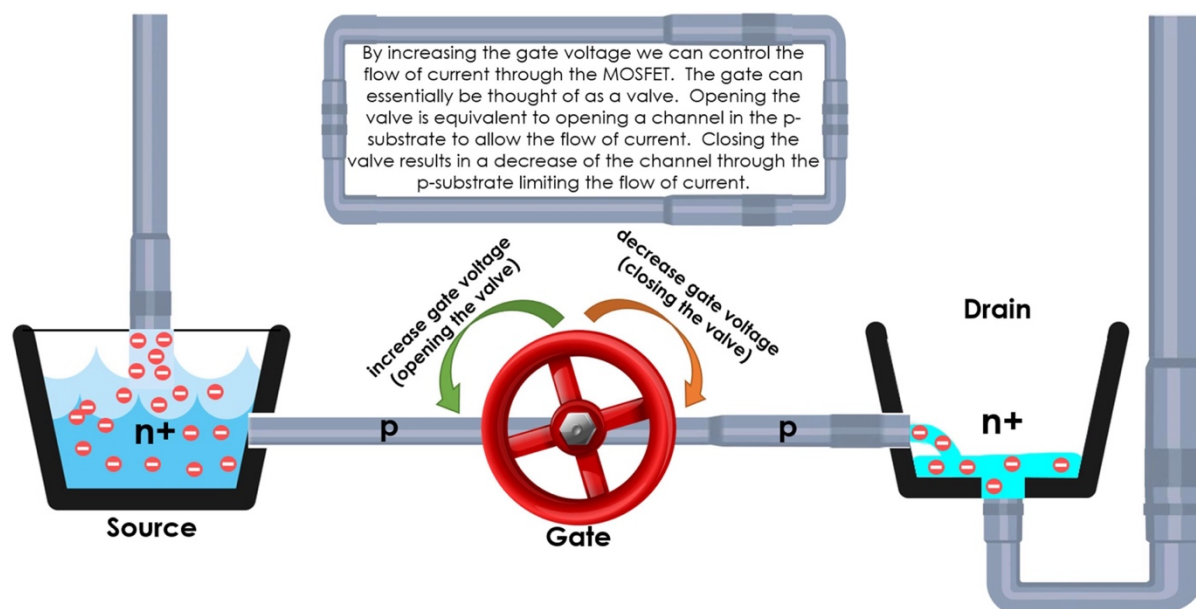 By increasing the gate voltage we can control the
flow of current through the MOSFET. The gate can
essentially be thought of as a valve. Opening the
valve is equivalent to opening a channel in the p-
substrate to allow the flow of current. Closing the
valve results in a decrease of the channel through the
p-substrate limiting the flow of current.
increase gate voltage
(opening the valve)
decrease gate voltage
(closing the valve)
Drain
n+
p
p
n+
Source
Gate